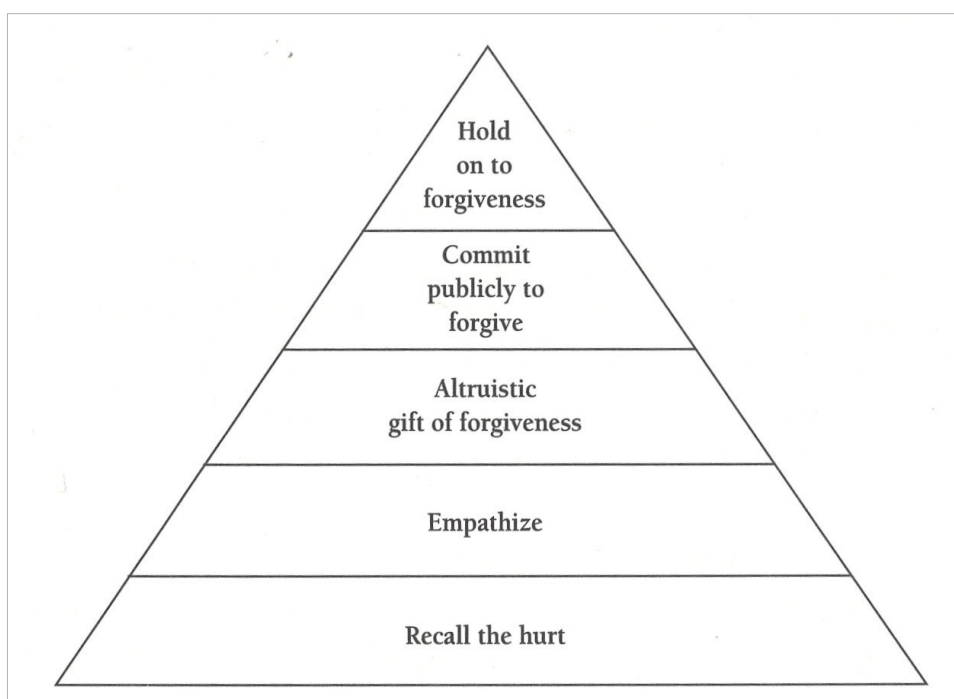 Hold
on to
forgiveness
Commit
publicly to
forgive
Altruistic
gift of forgiveness
Empathize
Recall the hurt